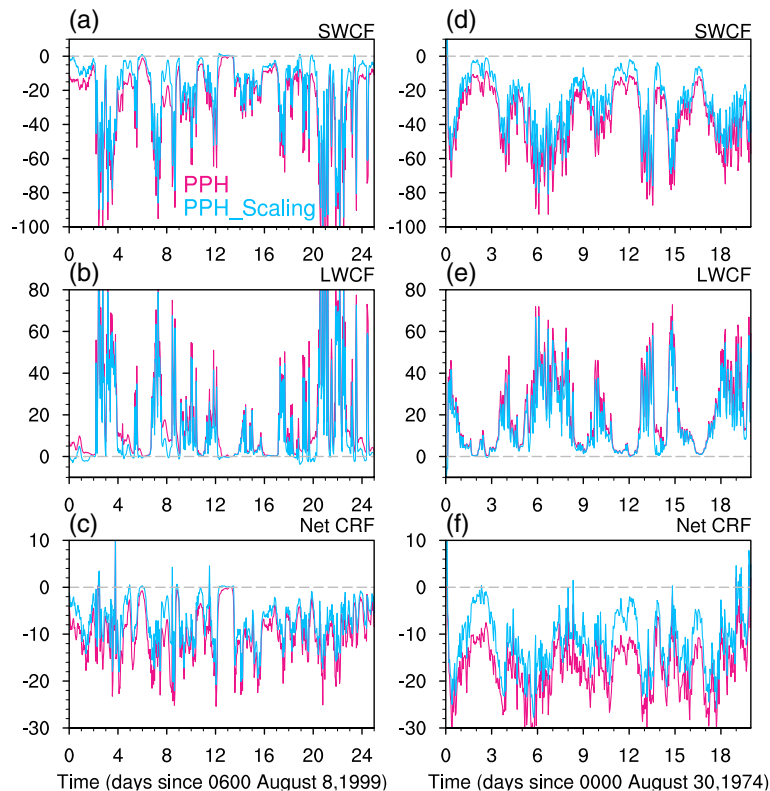 (a) SWCF
0
-20
-40
-60
-80
-100
PPH
PPH_Scaling
0 4 8 12 16 20 24
(b) LWCF
80
60
40
20
0
0 4 8 12 16 20 24
(c) Net CRF
10
0
-10
-20
-30
0 4 8 12 16 20 24
Time (days since 0600 August 8,1999)
(d) SWCF
0
-20
-40
-60
-80
-100
0 3 6 9 12 15 18
(e) LWCF
80
60
40
20
0
0 3 6 9 12 15 18
(f) Net CRF
10
0
-10
-20
-30
0 3 6 9 12 15 18
Time (days since 0000 August 30,1974)